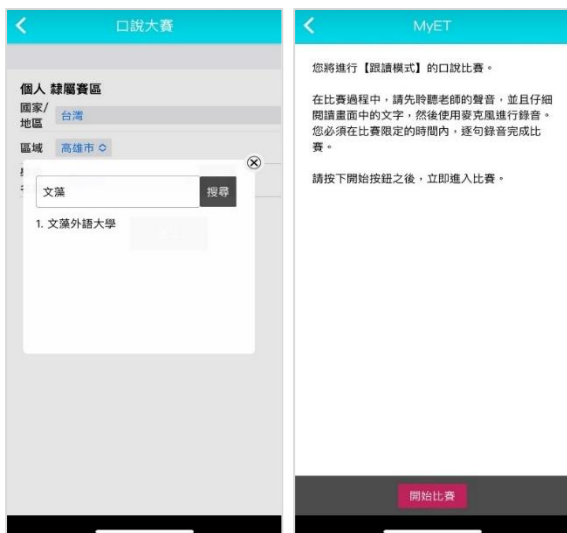 口說大賽
個人 隸屬賽區
國家/
地區
台灣
區域
高雄市
文藻
搜尋
1. 文藻外語大學
MyET
您將進行【跟讀模式】的口說比賽。
在比賽過程中，請先聆聽老師的聲音，並且仔細
閱讀畫面中的文字，然後使用麥克風進行錄音。
您必須在比賽限定的時間內，逐句錄音完成比
賽。
請按下開始按鈕之後，立即進入比賽。
開始比賽